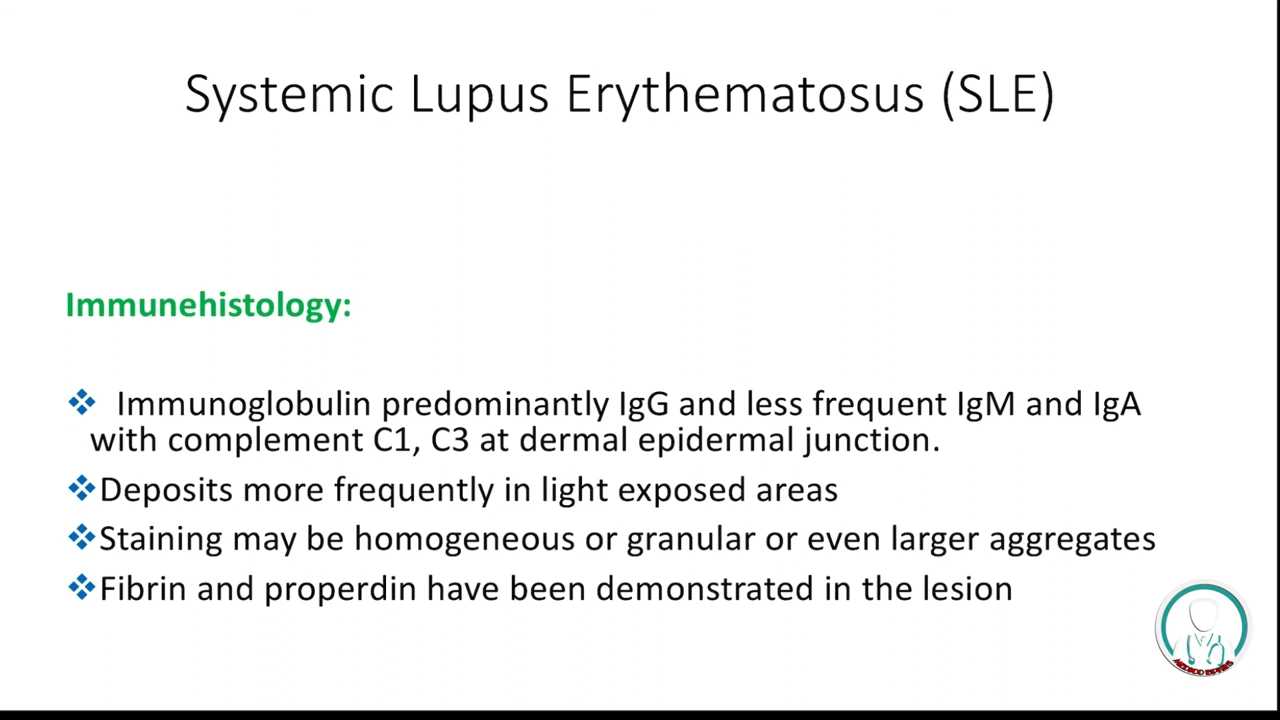 Systemic Lupus Erythematosus (SLE)
Immunehistology:
❖ Immunoglobulin predominantly IgG and less frequent IgM and IgA
with complement C1, C3 at dermal epidermal junction.
❖Deposits more frequently in light exposed areas
❖Staining may be homogeneous or granular or even larger aggregates
❖Fibrin and properdin have been demonstrated in the lesion